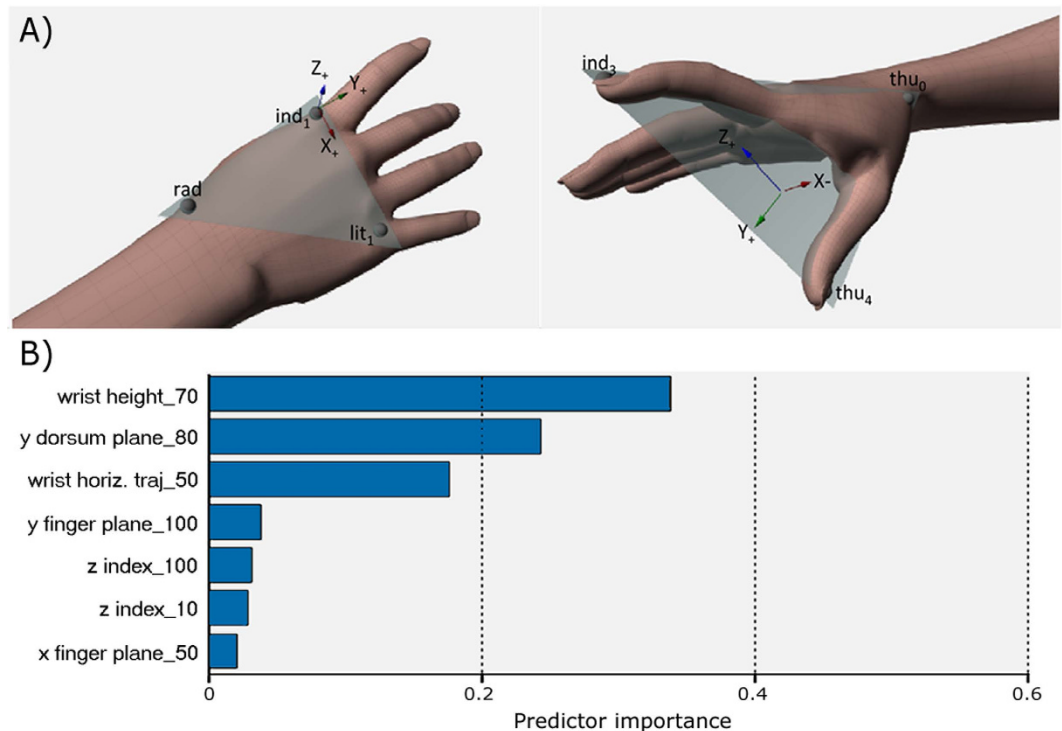 A)
Z+
Y+
ind1
X+
rad
lit1
ind3
thu0
Z+
X-
Y+
thu4
B)
wrist height_70
y dorsum plane_80
wrist horiz. traj_50
y finger plane_100
z index_100
z index_10
x finger plane_50
0 0.2 0.4 0.6
Predictor importance